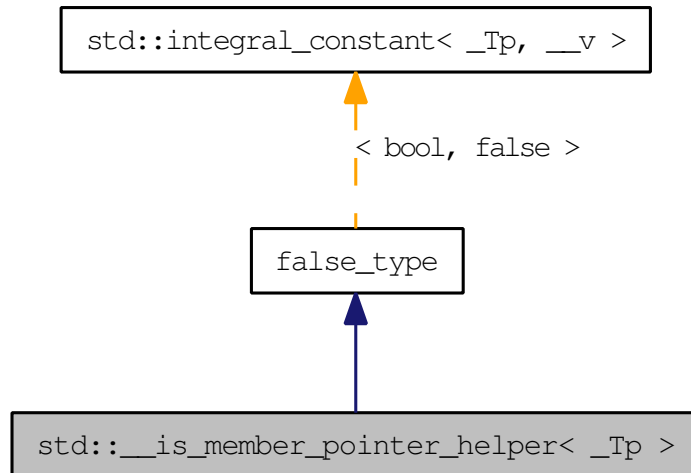 std::integral_constant< _Tp, __v >
< bool, false >
false_type
std::__is_member_pointer_helper< _Tp >